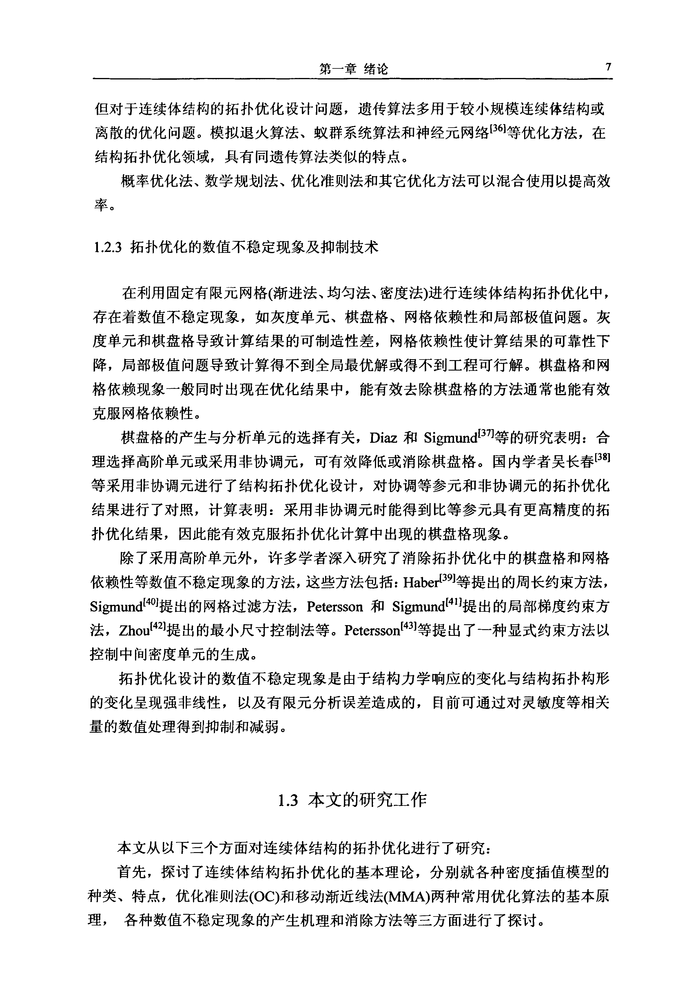 第一章 绪论 7
但对于连续体结构的拓扑优化设计问题，遗传算法多用于较小规模连续体结构或
离散的优化问题。模拟退火算法、蚁群系统算法和神经元网络[36]等优化方法，在
结构拓扑优化领域，具有同遗传算法类似的特点。
概率优化法、数学规划法、优化准则法和其它优化方法可以混合使用以提高效
率。
1.2.3 拓扑优化的数值不稳定现象及抑制技术
在利用固定有限元网格(渐进法、均匀法、密度法)进行连续体结构拓扑优化中，
存在着数值不稳定现象，如灰度单元、棋盘格、网格依赖性和局部极值问题。灰
度单元和棋盘格导致计算结果的可制造性差，网格依赖性使计算结果的可靠性下
降，局部极值问题导致计算得不到全局最优解或得不到工程可行解。棋盘格和网
格依赖现象一般同时出现在优化结果中，能有效去除棋盘格的方法通常也能有效
克服网格依赖性。
棋盘格的产生与分析单元的选择有关，Diaz 和 Sigmund[37]等的研究表明：合
理选择高阶单元或采用非协调元，可有效降低或消除棋盘格。国内学者吴长春[38]
等采用非协调元进行了结构拓扑优化设计，对协调等参元和非协调元的拓扑优化
结果进行了对照，计算表明：采用非协调元时能得到比等参元具有更高精度的拓
扑优化结果，因此能有效克服拓扑优化计算中出现的棋盘格现象。
除了采用高阶单元外，许多学者深入研究了消除拓扑优化中的棋盘格和网格
依赖性等数值不稳定现象的方法，这些方法包括：Haber[39]等提出的周长约束方法，
Sigmund[40]提出的网格过滤方法，Petersson 和 Sigmund[41]提出的局部梯度约束方
法，Zhou[42]提出的最小尺寸控制法等。Petersson[43]等提出了一种显式约束方法以
控制中间密度单元的生成。
拓扑优化设计的数值不稳定现象是由于结构力学响应的变化与结构拓扑构形
的变化呈现强非线性，以及有限元分析误差造成的，目前可通过对灵敏度等相关
量的数值处理得到抑制和减弱。
1.3 本文的研究工作
本文从以下三个方面对连续体结构的拓扑优化进行了研究：
首先，探讨了连续体结构拓扑优化的基本理论，分别就各种密度插值模型的
种类、特点，优化准则法(OC)和移动渐近线法(MMA)两种常用优化算法的基本原
理， 各种数值不稳定现象的产生机理和消除方法等三方面进行了探讨。